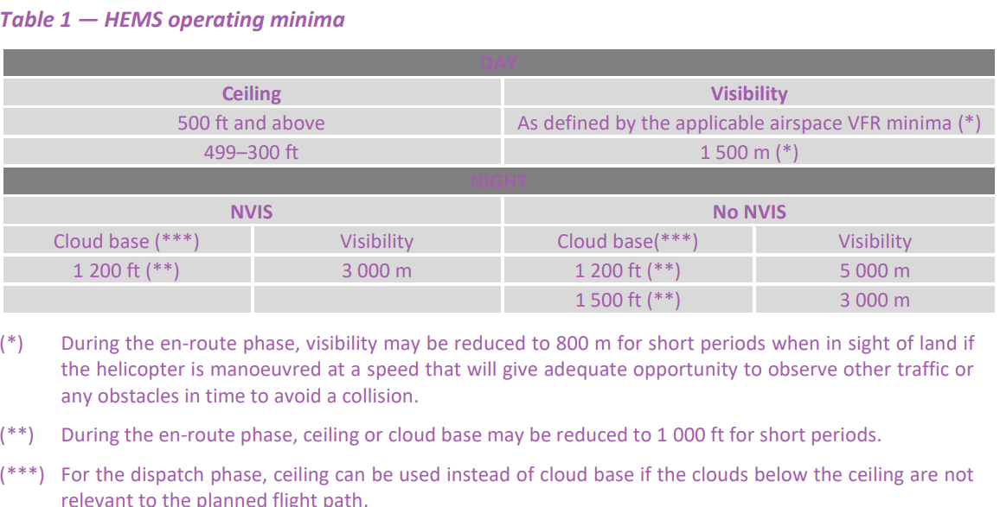 Table 1 — HEMS operating minima
DAY
Ceiling Visibility
500 ft and above As defined by the applicable airspace VFR minima (*)
499–300 ft 1 500 m (*)
NIGHT
NVIS No NVIS
Cloud base (***) Visibility Cloud base(***) Visibility
1 200 ft (**) 3 000 m 1 200 ft (**) 5 000 m
1 500 ft (**) 3 000 m
(*) During the en-route phase, visibility may be reduced to 800 m for short periods when in sight of land if
the helicopter is manoeuvred at a speed that will give adequate opportunity to observe other traffic or
any obstacles in time to avoid a collision.
(**) During the en-route phase, ceiling or cloud base may be reduced to 1 000 ft for short periods.
(***) For the dispatch phase, ceiling can be used instead of cloud base if the clouds below the ceiling are not
relevant to the planned flight path.